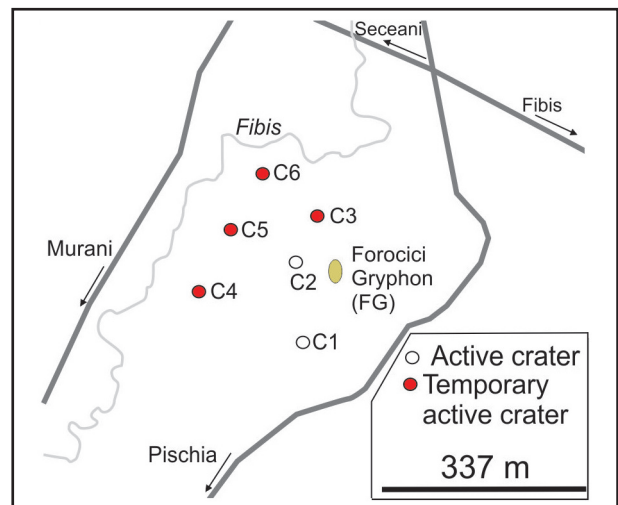 Seceani
Fibis
Fibis
C6
C3
C5
Murani
Forocici
Gryphon
(FG)
C2
C4
C1
Active crater
Temporary
active crater
Pischia
337 m